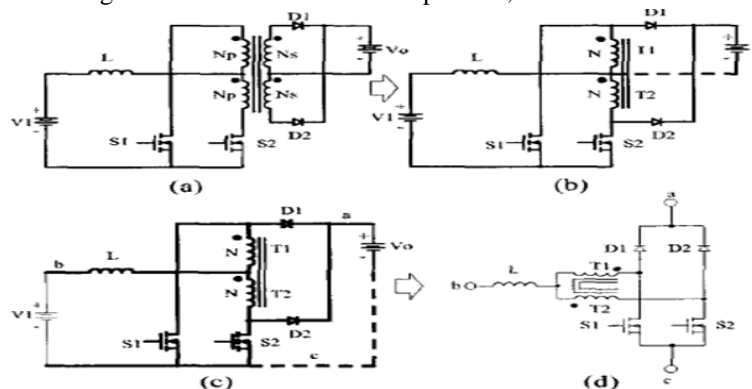 D1
Np
Ns
Vo
L
Np
Ns
V1
S1
S2
D2
(a)
D1
N
T1
L
N
T2
V1
D2
S1
S2
(b)
D1
a
N
T1
Vo
b
L
N
T2
V1
D2
S1
S2
c
(c)
a
D1
D2
T1
L
b
T2
S1
S2
c
(d)